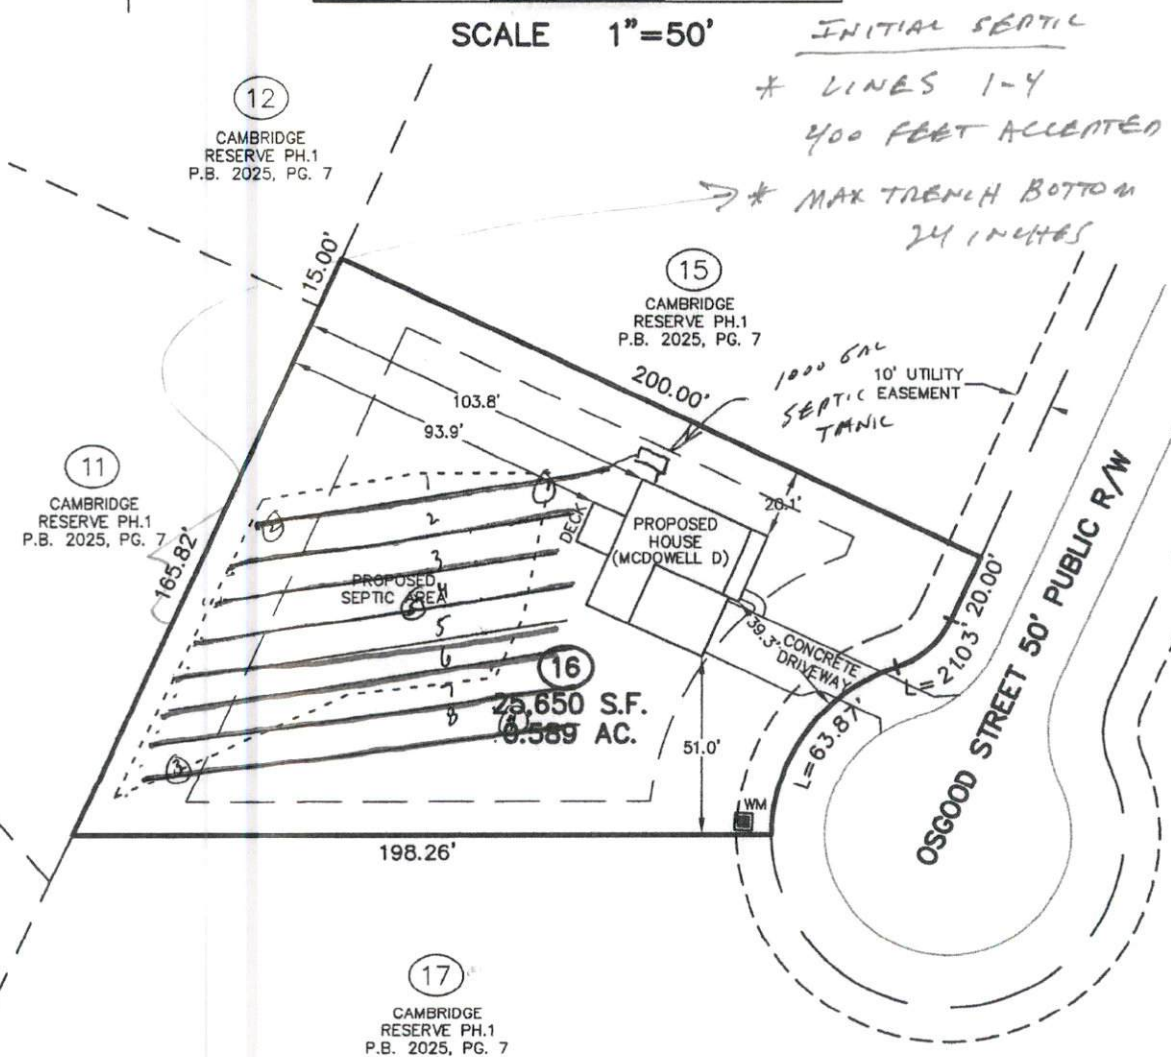 SCALE 1"=50'
INITIAL SEPTIC
* LINES 1-4
400 FEET ACCEPTED
* MAX TRENCH BOTTOM
24 INCHES
12
CAMBRIDGE
RESERVE PH.1
P.B. 2025, PG. 7
15.00'
15
CAMBRIDGE
RESERVE PH.1
P.B. 2025, PG. 7
200.00'
1000 GAL
SEPTIC
TANK
10' UTILITY
EASEMENT
103.8'
93.9'
11
CAMBRIDGE
RESERVE PH.1
P.B. 2025, PG. 7
165.82'
1
2
3
4
5
6
7
8
PROPOSED
SEPTIC AREA
2
3
DECK
PROPOSED
HOUSE
(MCDOWELL D)
20.1'
39.3'
CONCRETE
DRIVEWAY
20.00'
L=21.03'
L=63.87'
OSGOOD STREET 50' PUBLIC R/W
16
25,650 S.F.
0.589 AC.
51.0'
WM
198.26'
17
CAMBRIDGE
RESERVE PH.1
P.B. 2025, PG. 7